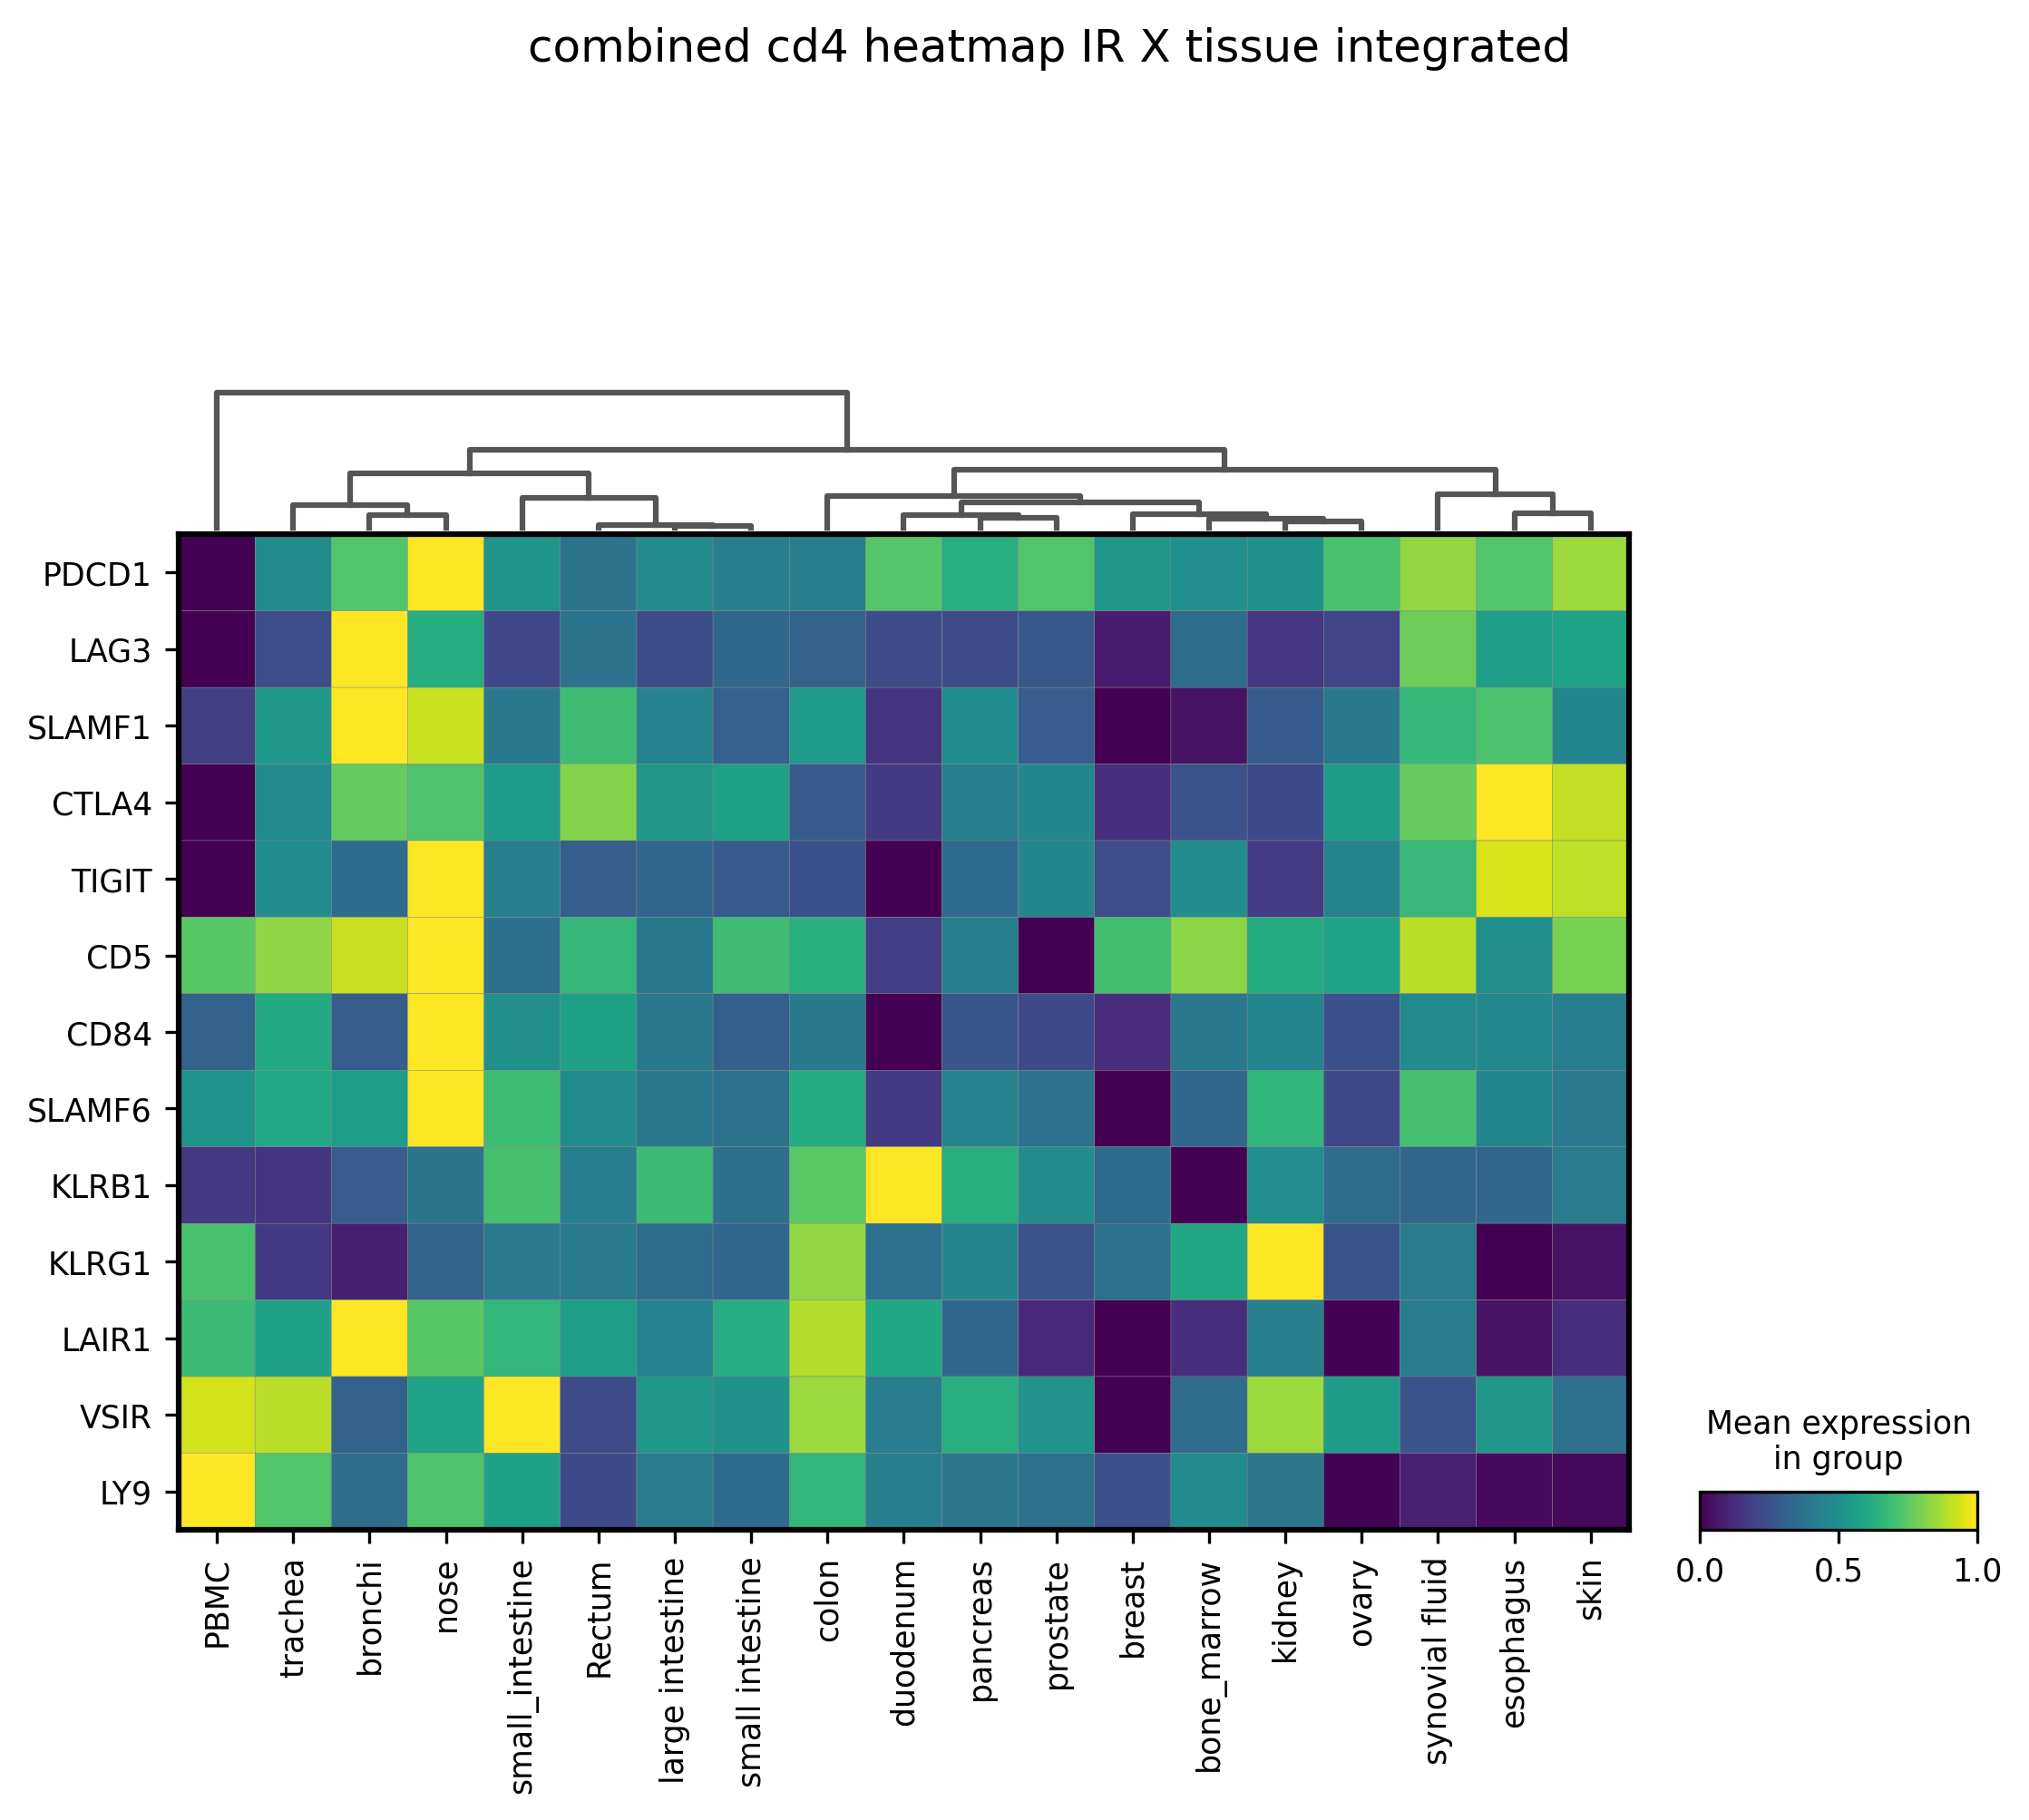 combined cd4 heatmap IR X tissue integrated
PDCD1
LAG3
SLAMF1
CTLA4
TIGIT
CD5
CD84
SLAMF6
KLRB1
KLRG1
LAIR1
VSIR
LY9
PBMC
trachea
bronchi
nose
small_intestine
Rectum
large intestine
small intestine
colon
duodenum
pancreas
prostate
breast
bone_marrow
kidney
ovary
synovial fluid
esophagus
skin
Mean expression
in group
0.0 0.5 1.0